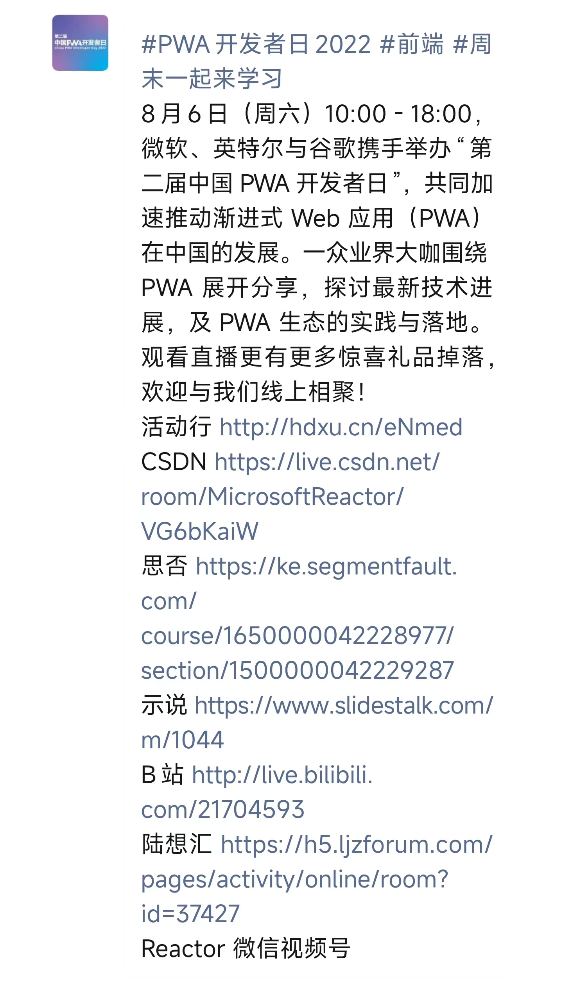 第二届
中国PWA开发者日
#PWA 开发者日 2022 #前端 #周
末一起来学习
8 月 6 日（周六）10:00 - 18:00，
微软、英特尔与谷歌携手举办“第
二届中国 PWA 开发者日”，共同加
速推动渐进式 Web 应用（PWA）
在中国的发展。一众业界大咖围绕
PWA 展开分享，探讨最新技术进
展，及 PWA 生态的实践与落地。
观看直播更有更多惊喜礼品掉落，
欢迎与我们线上相聚！
活动行 http://hdxu.cn/eNmed
CSDN https://live.csdn.net/
room/MicrosoftReactor/
VG6bKaiW
思否 https://ke.segmentfault.
com/
course/1650000042228977/
section/1500000042229287
示说 https://www.slidestalk.com/
m/1044
B 站 http://live.bilibili.
com/21704593
陆想汇 https://h5.ljzforum.com/
pages/activity/online/room?
id=37427
Reactor 微信视频号